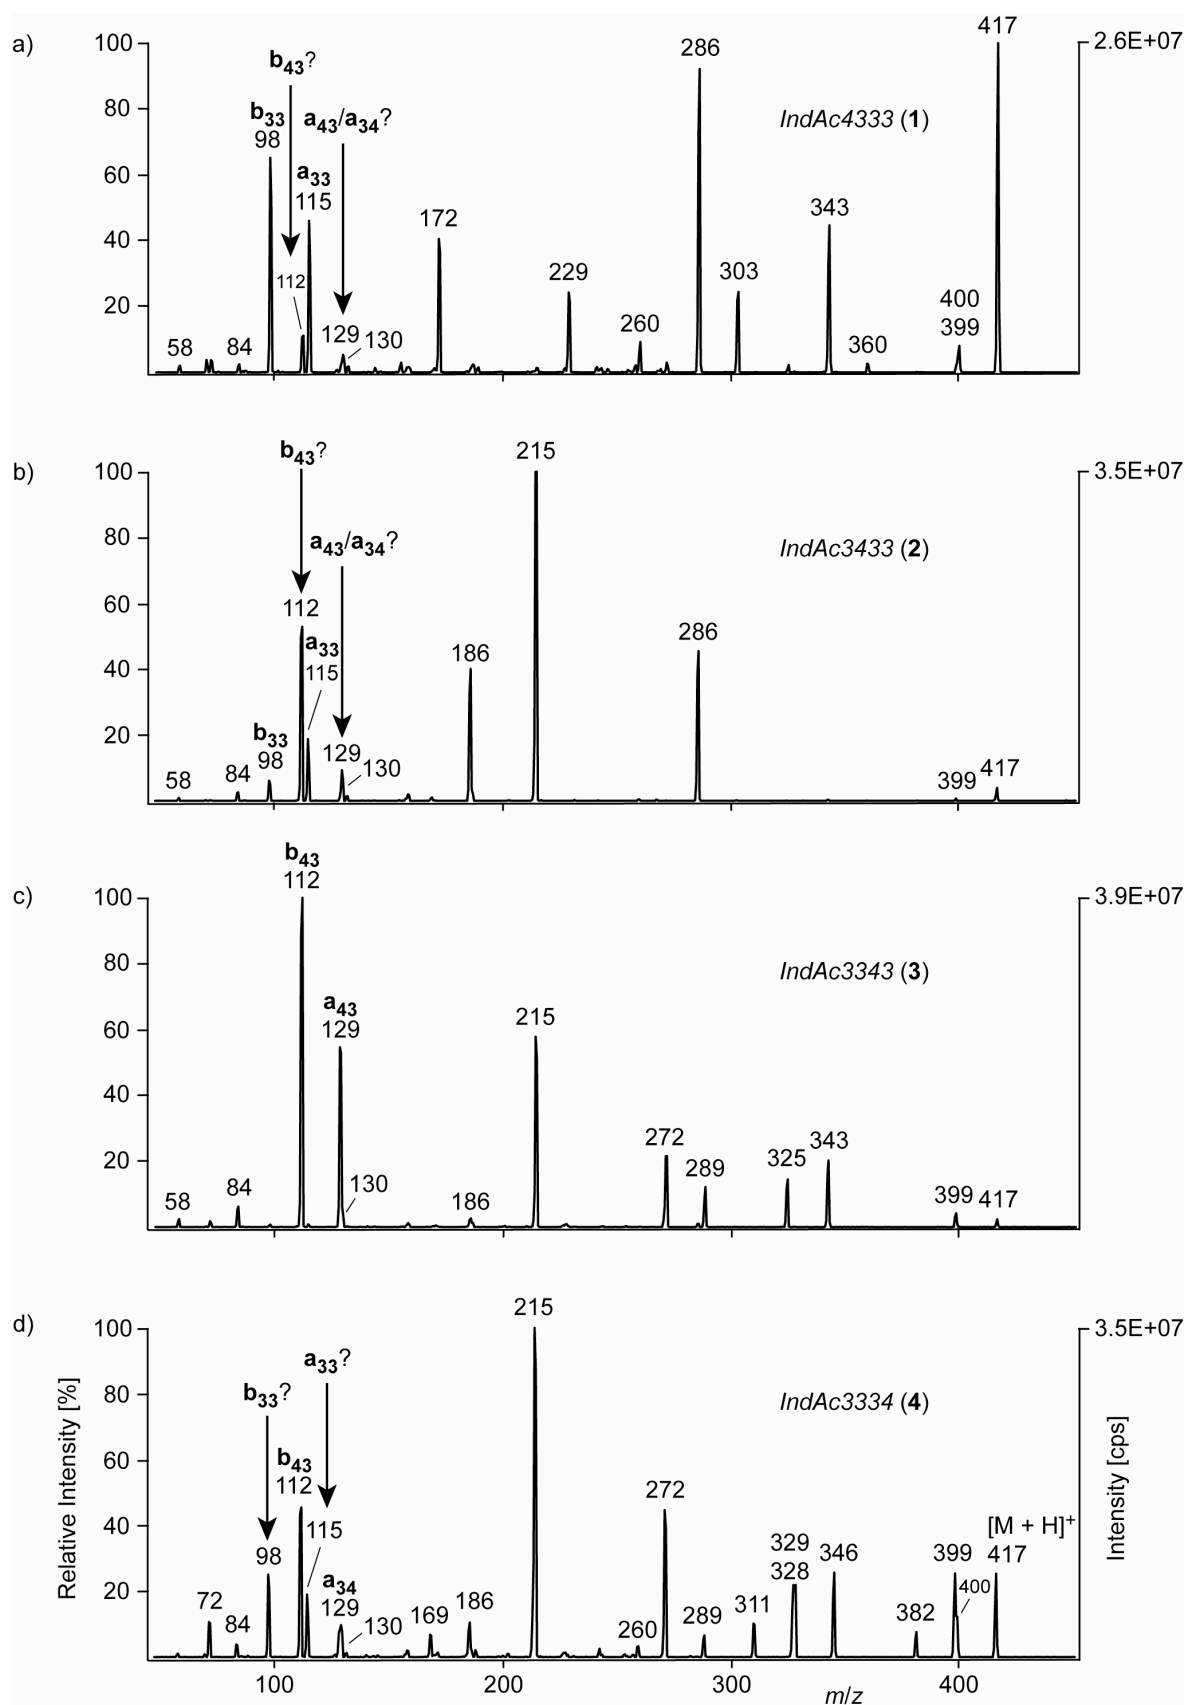 a)
417
100
2.6E+07
b43?
286
80
b33
a43/a34?
IndAc4333 (1)
98
60
a33
115
343
172
40
229
303
112
400
20
260
399
58
84
129
130
360
b)
b43?
215
100
3.5E+07
80
a43/a34?
IndAc3433 (2)
60
112
a33
186
286
40
115
b33
20
98
129
130
58
84
399
417
c)
b43
112
100
3.9E+07
80
IndAc3343 (3)
a43
60
129
215
40
272
343
325
20
289
84
130
58
186
399
417
d)
215
100
3.5E+07
a33?
80
b33?
IndAc3334 (4)
60
b43
112
272
[M + H]+
40
115
329
98
328
346
399
417
a34
20
72
129
169
186
311
382
400
84
130
260
289
100
200
300
400
m/z
Relative Intensity [%]
Intensity [cps]